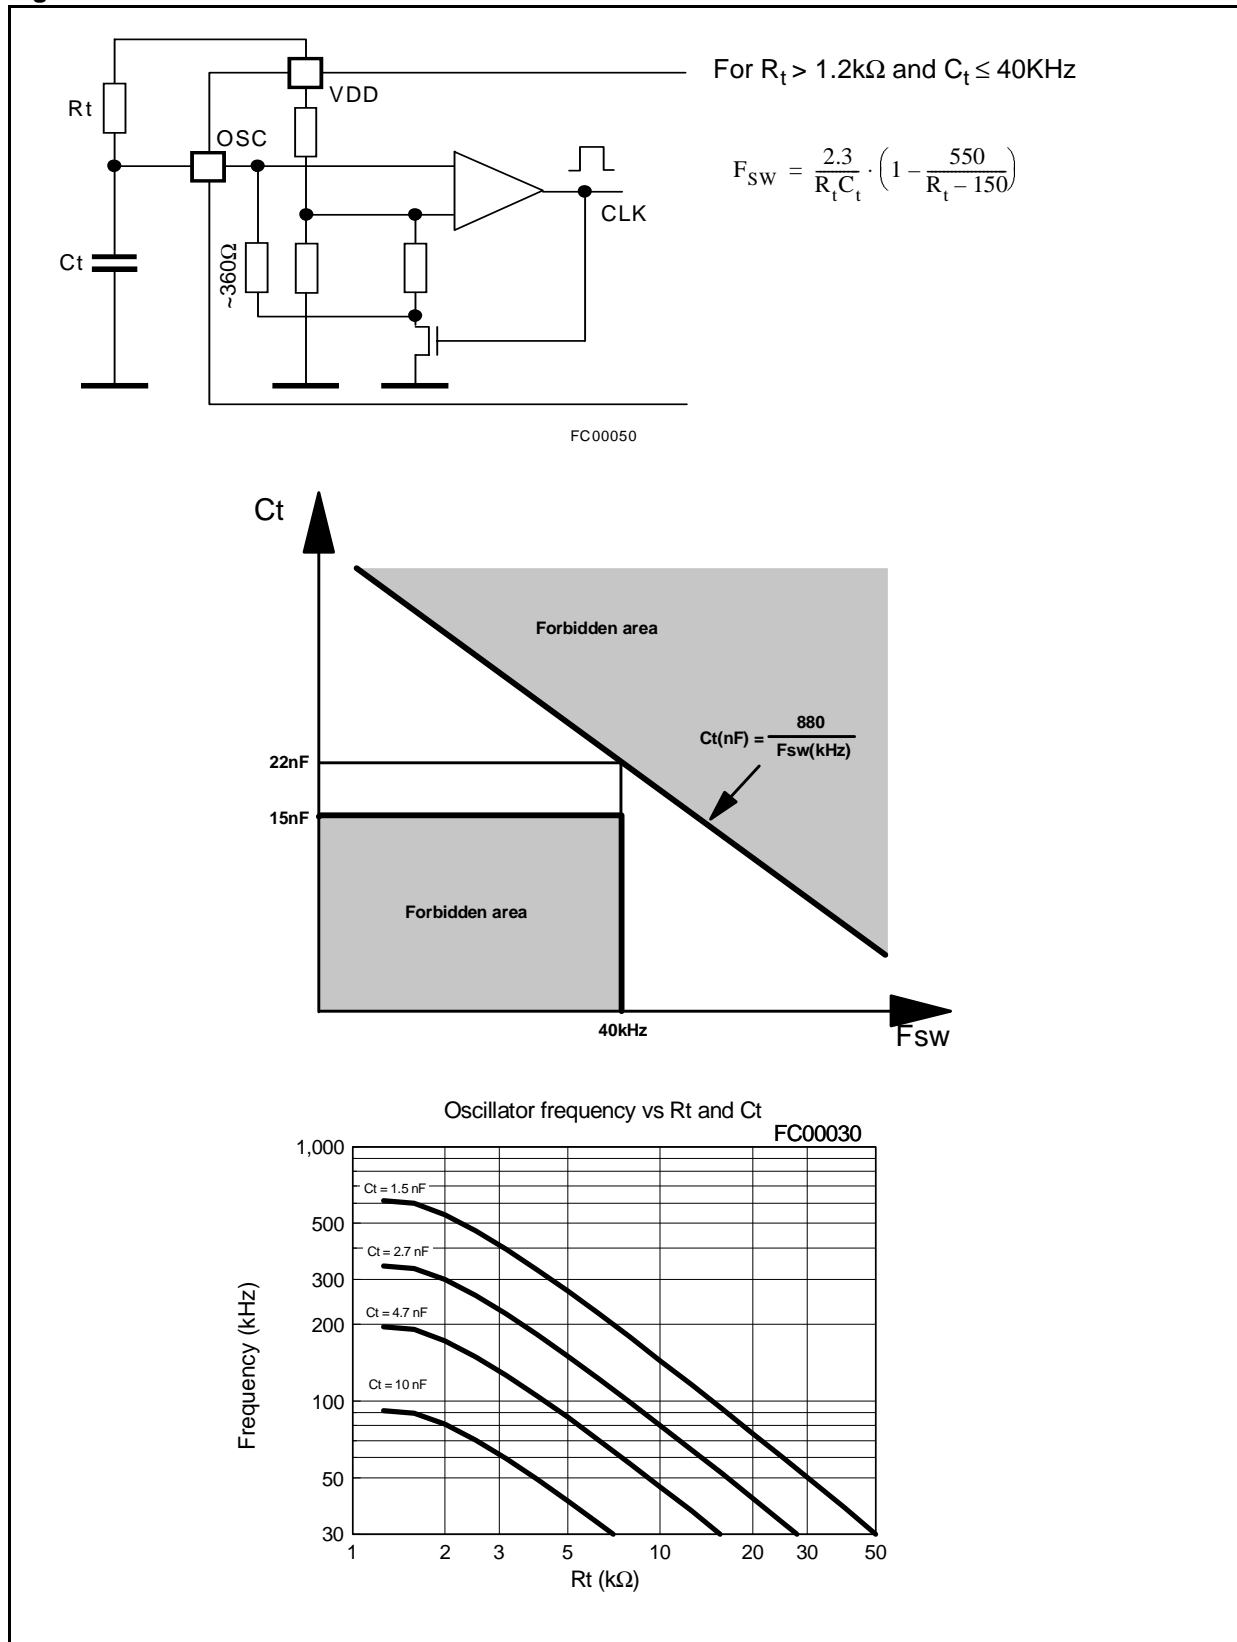 For Rt > 1.2kΩ and Ct ≤ 40KHz
FSW = 2.3 / RtCt · (1 − 550 / Rt − 150)
VDD
Rt
OSC
CLK
Ct
~360Ω
FC00050
Ct
Forbidden area
Ct(nF) = 880 / Fsw(kHz)
22nF
15nF
Forbidden area
40kHz
Fsw
Oscillator frequency vs Rt and Ct
FC00030
1,000
500
300
200
100
50
30
Frequency (kHz)
Ct = 1.5 nF
Ct = 2.7 nF
Ct = 4.7 nF
Ct = 10 nF
1 2 3 5 10 20 30 50
Rt (kΩ)